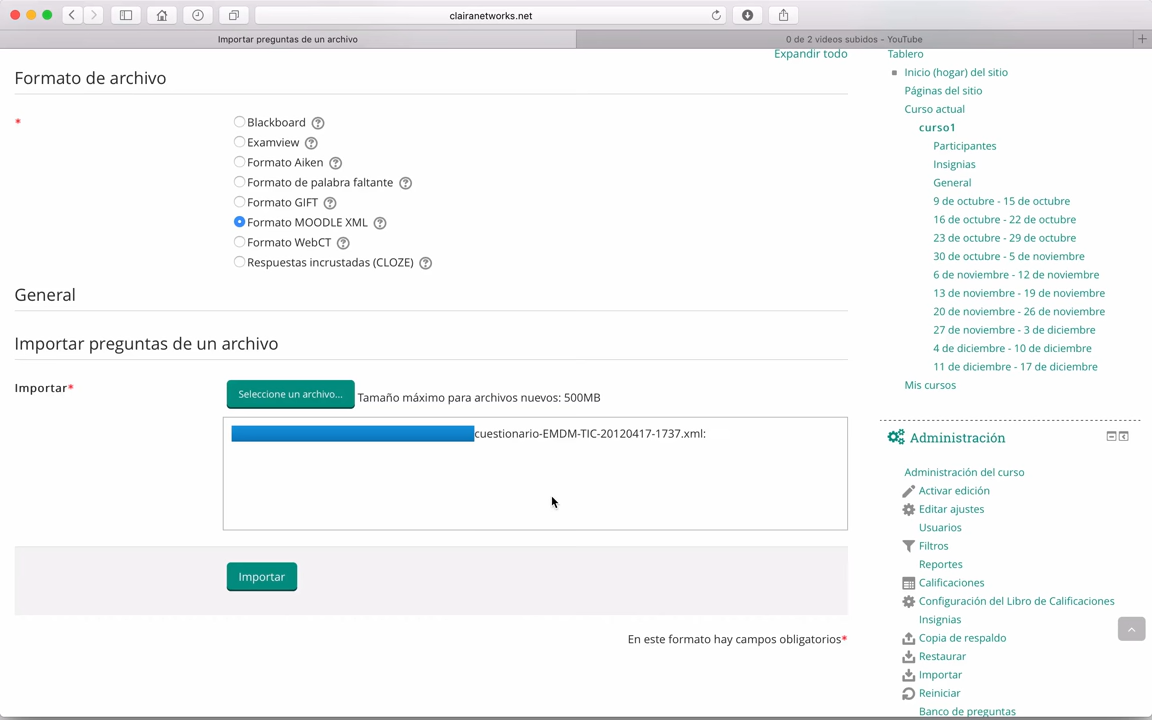 clairanetworks.net
Importar preguntas de un archivo
0 de 2 videos subidos - YouTube
Expandir todo
Formato de archivo
*
Blackboard
Examview
Formato Aiken
Formato de palabra faltante
Formato GIFT
Formato MOODLE XML
Formato WebCT
Respuestas incrustadas (CLOZE)
General
Importar preguntas de un archivo
Importar*
Seleccione un archivo...
Tamaño máximo para archivos nuevos: 500MB
cuestionario-EMDM-TIC-20120417-1737.xml:
Importar
En este formato hay campos obligatorios*
Tablero
Inicio (hogar) del sitio
Páginas del sitio
Curso actual
curso1
Participantes
Insignias
General
9 de octubre - 15 de octubre
16 de octubre - 22 de octubre
23 de octubre - 29 de octubre
30 de octubre - 5 de noviembre
6 de noviembre - 12 de noviembre
13 de noviembre - 19 de noviembre
20 de noviembre - 26 de noviembre
27 de noviembre - 3 de diciembre
4 de diciembre - 10 de diciembre
11 de diciembre - 17 de diciembre
Mis cursos
Administración
Administración del curso
Activar edición
Editar ajustes
Usuarios
Filtros
Reportes
Calificaciones
Configuración del Libro de Calificaciones
Insignias
Copia de respaldo
Restaurar
Importar
Reiniciar
Banco de preguntas